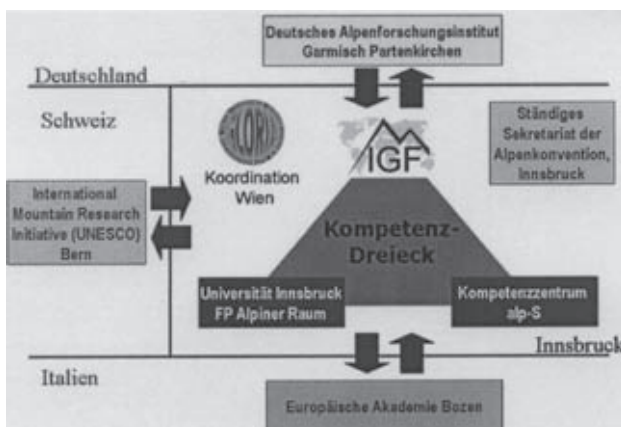 Deutsches Alpenforschungsinstitut
Garmisch Partenkirchen
Deutschland
Schweiz
GLORIA
Koordination
Wien
IGF
Ständiges
Sekretariat der
Alpenkonvention,
Innsbruck
International
Mountain Research
Initiative (UNESCO)
Bern
Kompetenz-
Dreieck
Universität Innsbruck
FP Alpiner Raum
Kompetenzzentrum
alp-S
Innsbruck
Italien
Europäische Akademie Bozen